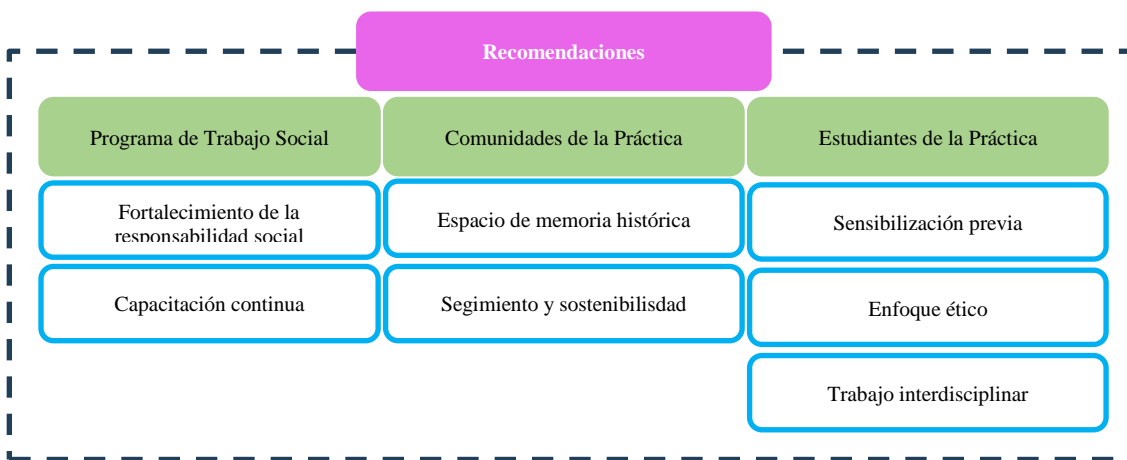 Recomendaciones
Programa de Trabajo Social
Fortalecimiento de la
responsabilidad social
Capacitación continua
Comunidades de la Práctica
Espacio de memoria histórica
Segimiento y sostenibilisdad
Estudiantes de la Práctica
Sensibilización previa
Enfoque ético
Trabajo interdisciplinar